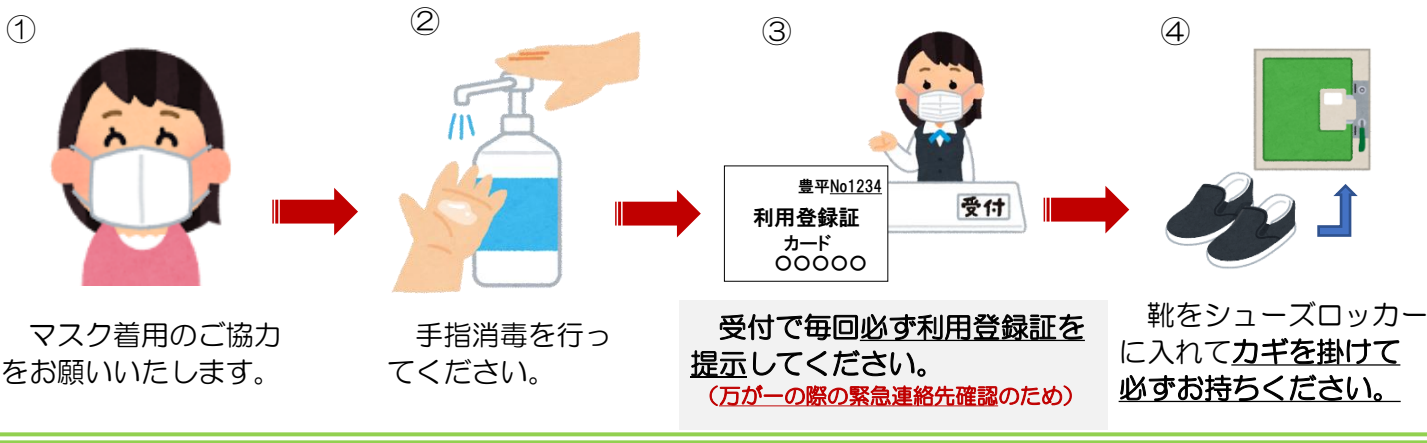 ①
マスク着用のご協力
をお願いいたします。
②
手指消毒を行っ
てください。
③
豊平No1234
利用登録証
カード
〇〇〇〇〇
受付
受付で毎回必ず利用登録証を
提示してください。
（万が一の際の緊急連絡先確認のため）
④
靴をシューズロッカー
に入れてカギを掛けて
必ずお持ちください。